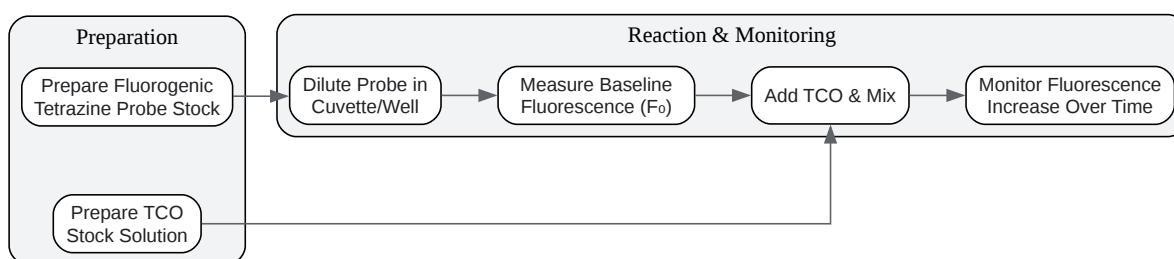 Preparation
Prepare Fluorogenic
Tetrazine Probe Stock
Prepare TCO
Stock Solution
Reaction & Monitoring
Dilute Probe in
Cuvette/Well
Measure Baseline
Fluorescence (F₀)
Add TCO & Mix
Monitor Fluorescence
Increase Over Time